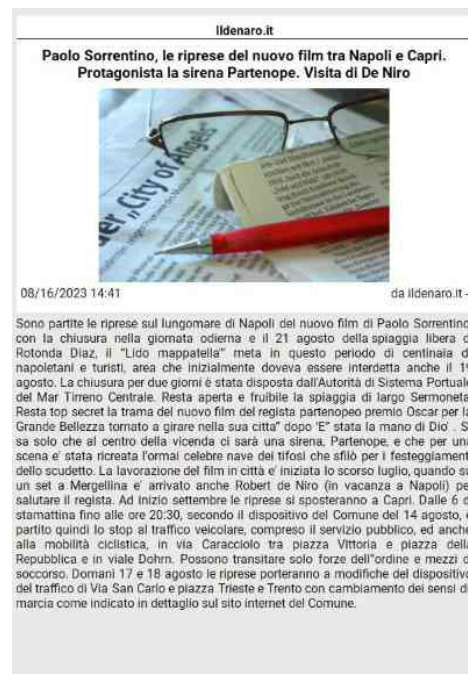 Ildenaro.it
Paolo Sorrentino, le riprese del nuovo film tra Napoli e Capri.
Protagonista la sirena Partenope. Visita di De Niro
der „City of Angels"
08/16/2023 14:41
da ildenaro.it -
Sono partite le riprese sul lungomare di Napoli del nuovo film di Paolo Sorrentino
con la chiusura nella giornata odierna e il 21 agosto della spiaggia libera d
Rotonda Diaz, il "Lido mappatella" meta in questo periodo di centinaia d
napoletani e turisti, area che inizialmente doveva essere interdetta anche il 19
agosto. La chiusura per due giorni è stata disposta dall'Autorità di Sistema Portuale
del Mar Tirreno Centrale. Resta aperta e fruibile la spiaggia di largo Sermoneta.
Resta top secret la trama del nuovo film del regista partenopeo premio Oscar per la
Grande Bellezza tornato a girare nella sua citta" dopo 'E" stata la mano di Dio' . S
sa solo che al centro della vicenda ci sarà una sirena, Partenope, e che per una
scena e' stata ricreata l'ormai celebre nave dei tifosi che sfilò per i festeggiament
dello scudetto. La lavorazione del film in città e' iniziata lo scorso luglio, quando su
un set a Mergellina e' arrivato anche Robert de Niro (in vacanza a Napoli) pe
salutare il regista. Ad inizio settembre le riprese si sposteranno a Capri. Dalle 6 d
stamattina fino alle ore 20:30, secondo il dispositivo del Comune del 14 agosto, e
partito quindi lo stop al traffico veicolare, compreso il servizio pubblico, ed anche
alla mobilità ciclistica, in via Caracciolo tra piazza Vittoria e piazza della
Repubblica e in viale Dohrn. Possono transitare solo forze dell"ordine e mezzi d
soccorso. Domani 17 e 18 agosto le riprese porteranno a modifiche del dispositivo
del traffico di Via San Carlo e piazza Trieste e Trento con cambiamento dei sensi d
marcia come indicato in dettaglio sul sito internet del Comune.